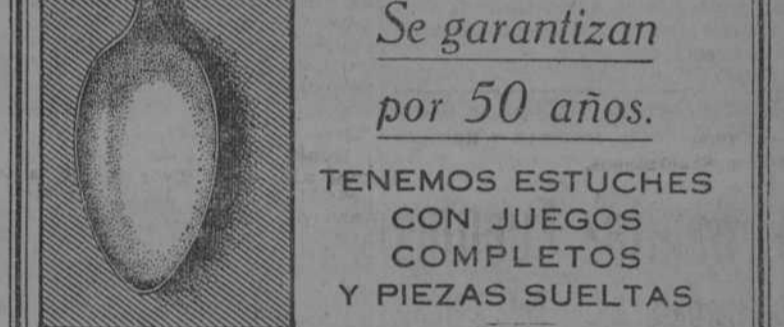 Se garantizan
por 50 años.
TENEMOS ESTUCHES
CON JUEGOS
COMPLETOS
Y PIEZAS SUELTAS